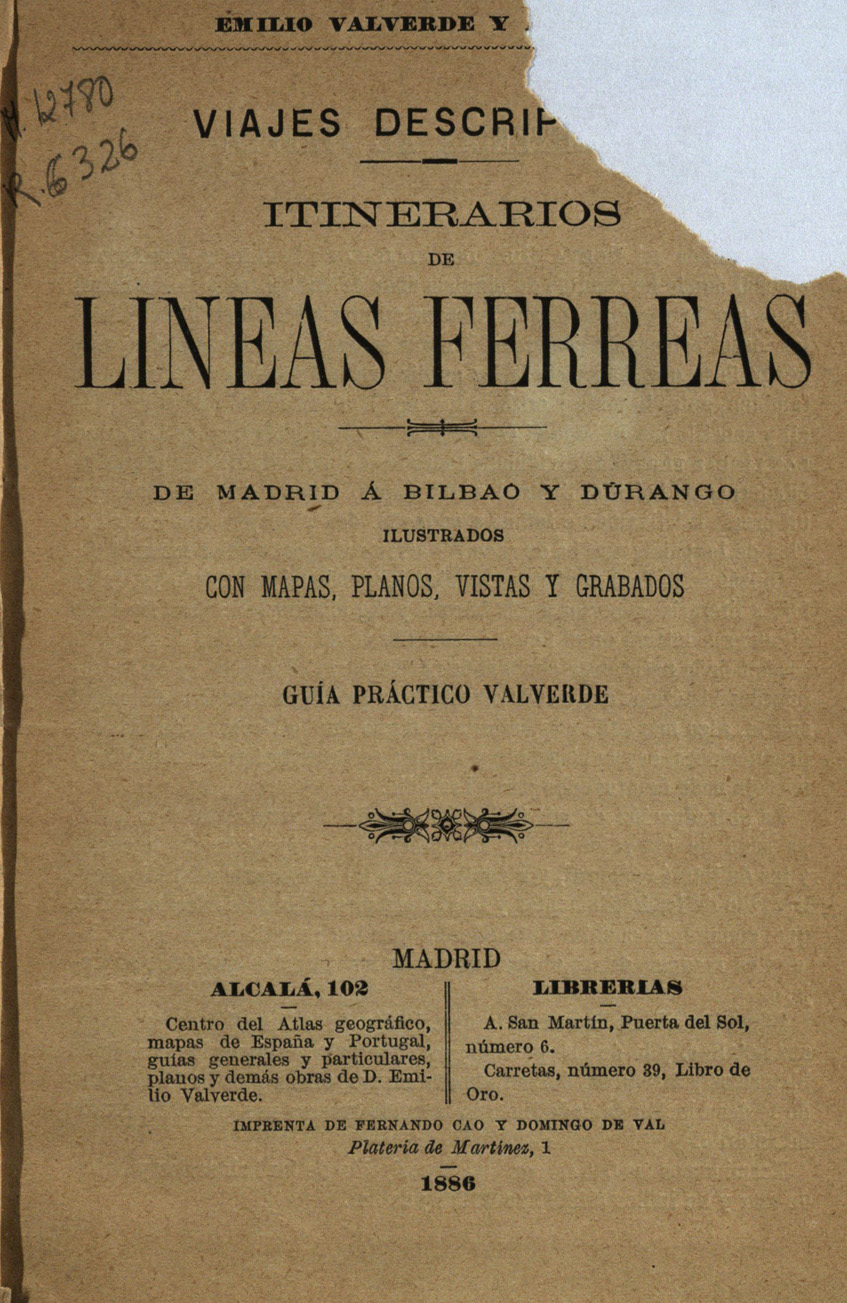 EMILIO VALVERDE Y
H. 12780
R. 6326
VIAJES DESCRIP
ITINERARIOS
DE
LINEAS FERREAS
DE MADRID Á BILBAO Y DURANGO
ILUSTRADOS
CON MAPAS, PLANOS, VISTAS Y GRABADOS
GUÍA PRÁCTICO VALVERDE
MADRID
ALCALÁ, 102
Centro del Atlas geográfico,
mapas de España y Portugal,
guías generales y particulares,
planos y demás obras de D. Emi-
lio Valverde.
LIBRERIAS
A. San Martín, Puerta del Sol,
número 6.
Carretas, número 39, Libro de
Oro.
IMPRENTA DE FERNANDO CAO Y DOMINGO DE VAL
Platería de Martinez, 1
1886